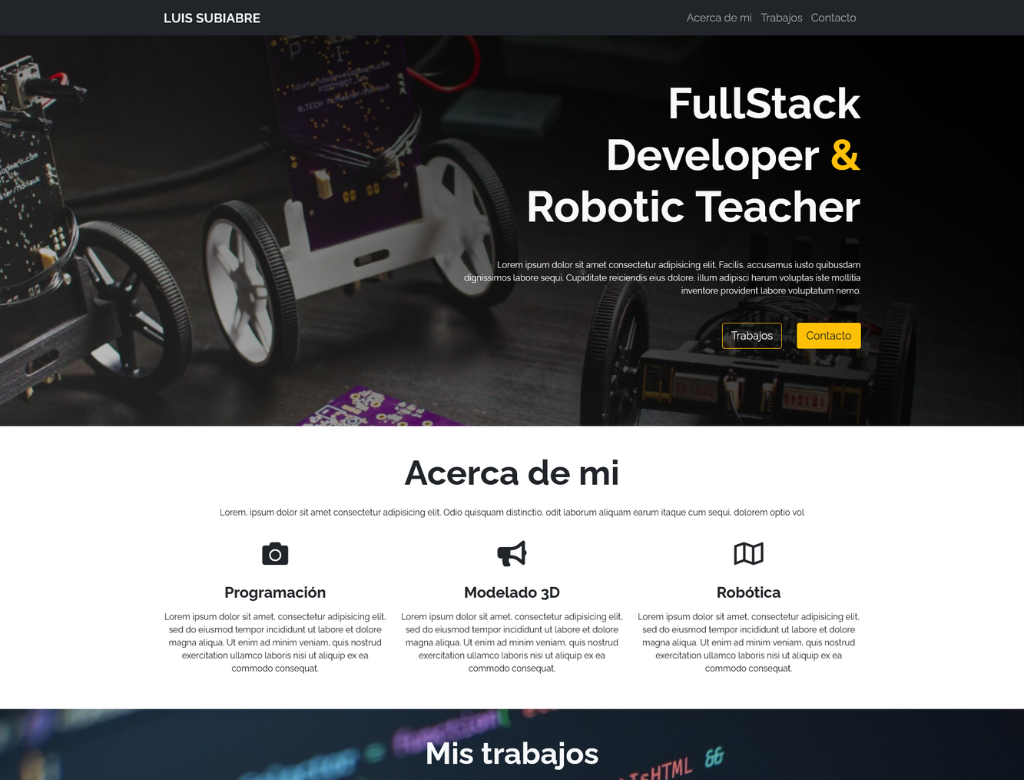 LUIS SUBIABRE
Acerca de mi Trabajos Contacto
FullStack
Developer &
Robotic Teacher
Lorem ipsum dolor sit amet consectetur adipisicing elit. Facilis, accusamus iusto quibusdam
dignissimos labore sequi. Cupiditate reiciendis eius dolore, illum adipisci harum voluptas iste mollitia
inventore provident labore voluptatum nemo.
Trabajos Contacto
Acerca de mi
Lorem, ipsum dolor sit amet consectetur adipisicing elit. Odio quisquam distinctio, odit laborum aliquam earum itaque cum sequi, dolorem optio vol
Programación
Lorem ipsum dolor sit amet, consectetur adipisicing elit,
sed do eiusmod tempor incididunt ut labore et dolore
magna aliqua. Ut enim ad minim veniam, quis nostrud
exercitation ullamco laboris nisi ut aliquip ex ea
commodo consequat.
Modelado 3D
Lorem ipsum dolor sit amet, consectetur adipisicing elit,
sed do eiusmod tempor incididunt ut labore et dolore
magna aliqua. Ut enim ad minim veniam, quis nostrud
exercitation ullamco laboris nisi ut aliquip ex ea
commodo consequat.
Robótica
Lorem ipsum dolor sit amet, consectetur adipisicing elit,
sed do eiusmod tempor incididunt ut labore et dolore
magna aliqua. Ut enim ad minim veniam, quis nostrud
exercitation ullamco laboris nisi ut aliquip ex ea
commodo consequat.
Mis trabajos
&&